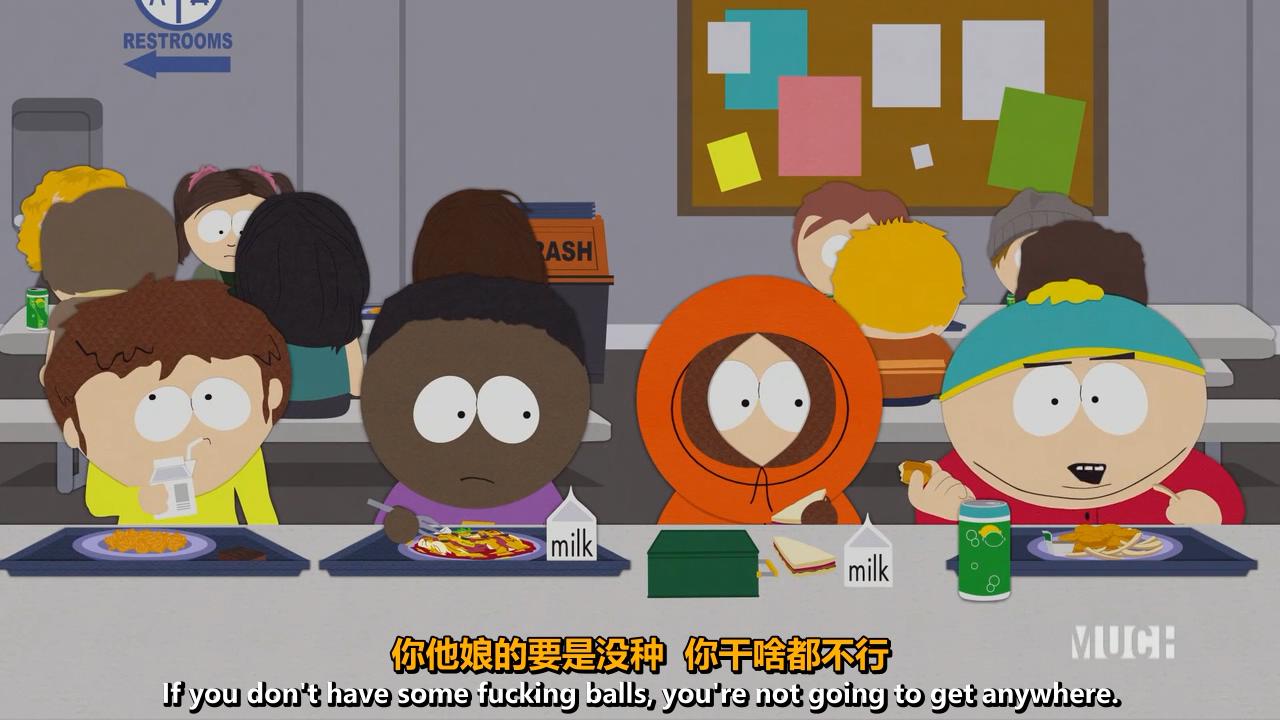 RESTROOMS
RASH
milk
milk
MUCH
你他娘的要是没种 你干啥都不行
If you don't have some fucking balls, you're not going to get anywhere.